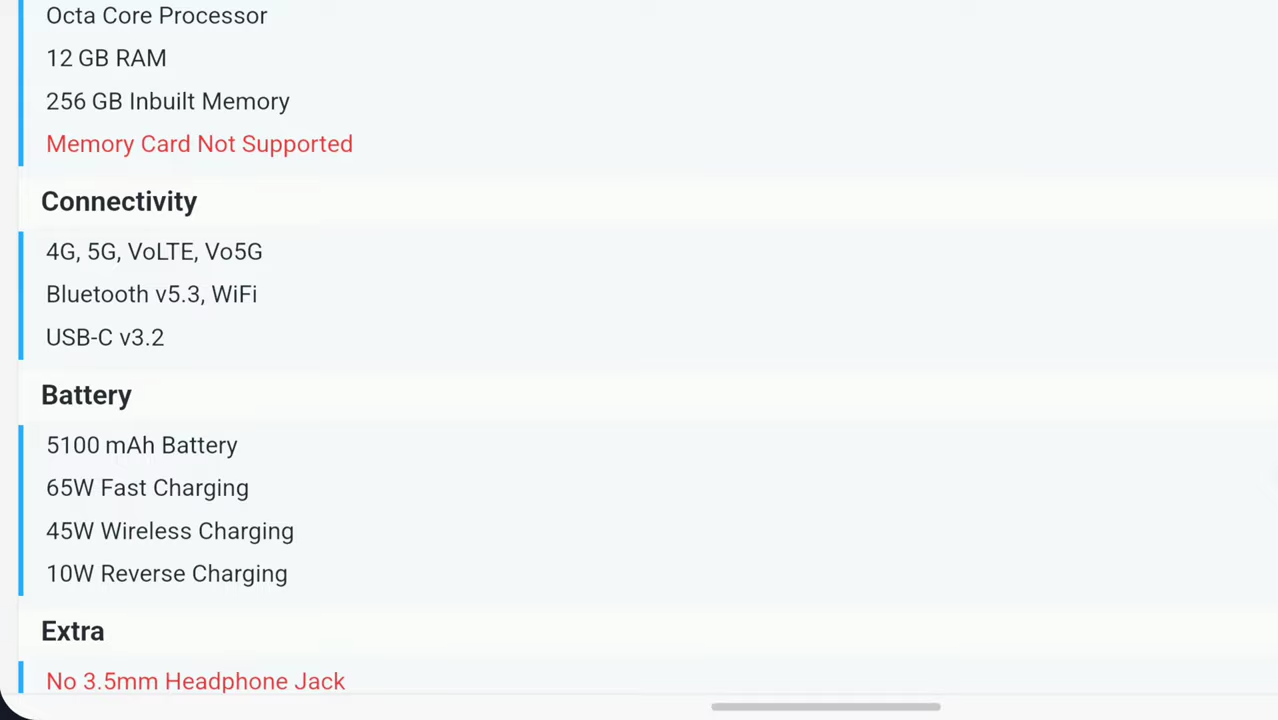 Octa Core Processor
12 GB RAM
256 GB Inbuilt Memory
Memory Card Not Supported
Connectivity
4G, 5G, VoLTE, Vo5G
Bluetooth v5.3, WiFi
USB-C v3.2
Battery
5100 mAh Battery
65W Fast Charging
45W Wireless Charging
10W Reverse Charging
Extra
No 3.5mm Headphone Jack